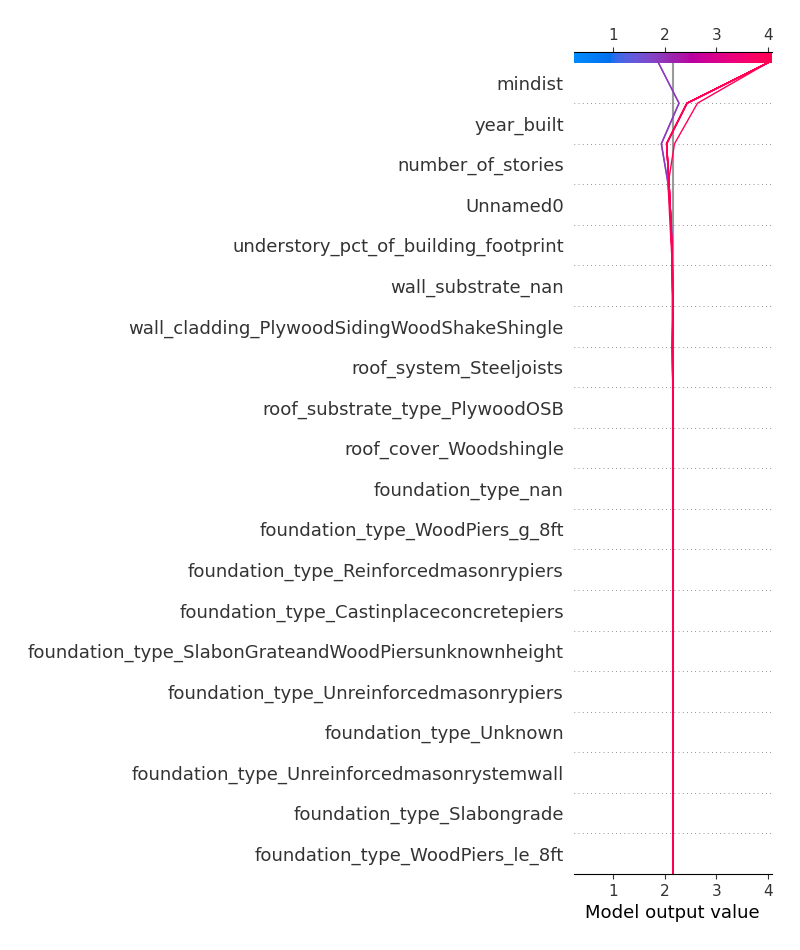 1 2 3 4
mindist
year_built
number_of_stories
Unnamed0
understory_pct_of_building_footprint
wall_substrate_nan
wall_cladding_PlywoodSidingWoodShakeShingle
roof_system_Steeljoists
roof_substrate_type_PlywoodOSB
roof_cover_Woodshingle
foundation_type_nan
foundation_type_WoodPiers_g_8ft
foundation_type_Reinforcedmasonrypiers
foundation_type_Castinplaceconcretepiers
foundation_type_SlabonGrateandWoodPiersunknownheight
foundation_type_Unreinforcedmasonrypiers
foundation_type_Unknown
foundation_type_Unreinforcedmasonrystemwall
foundation_type_Slabongrade
foundation_type_WoodPiers_le_8ft
1 2 3 4
Model output value